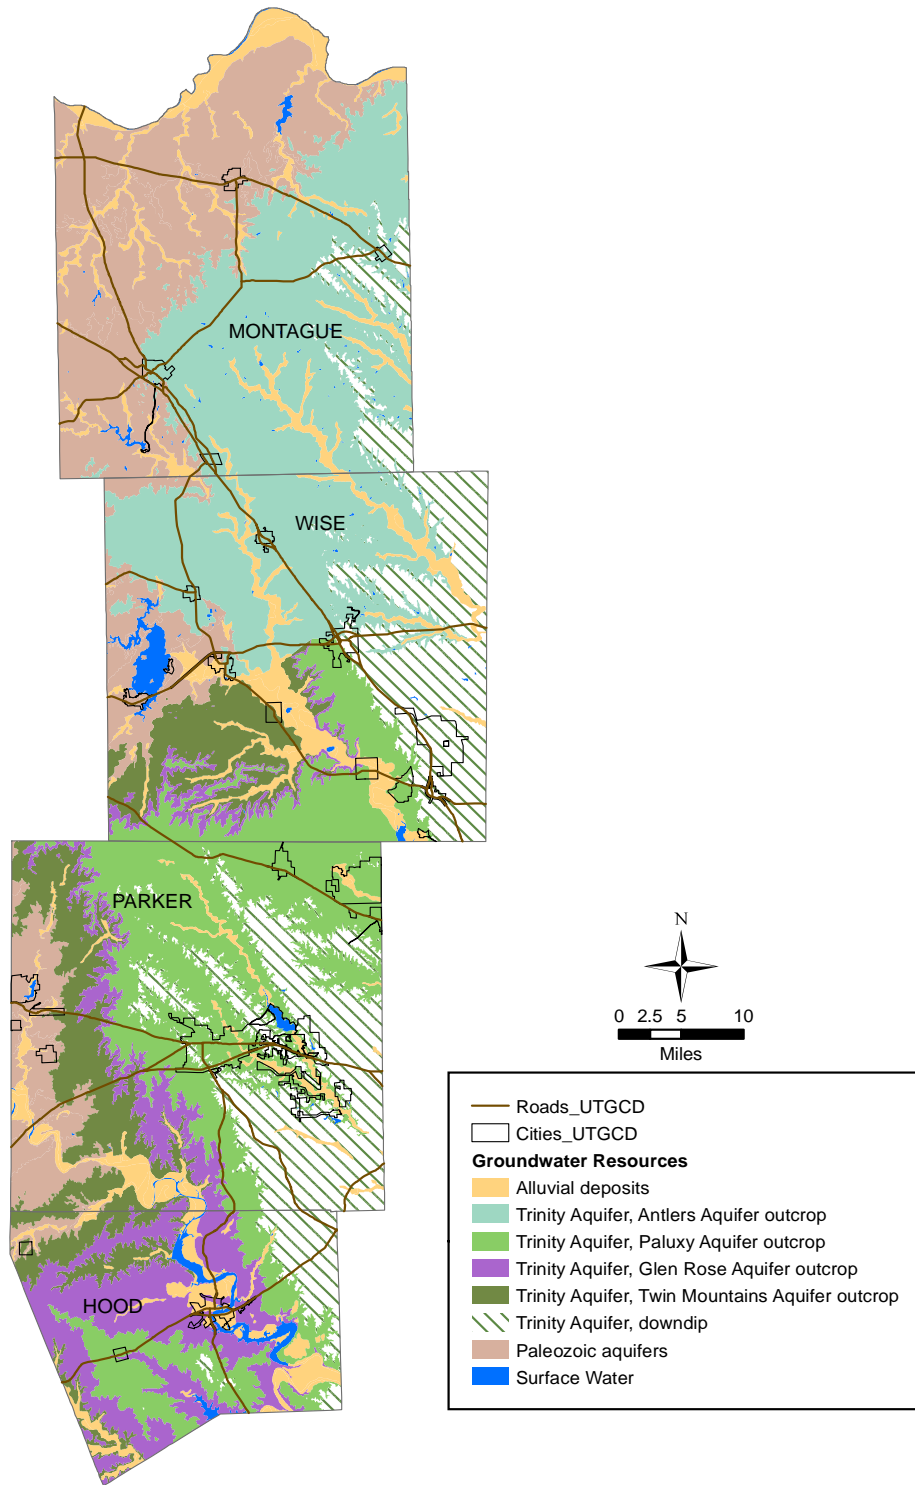 MONTAGUE
WISE
PARKER
HOOD
N
0 2.5 5 10
Miles
Roads_UTGCD
Cities_UTGCD
Groundwater Resources
Alluvial deposits
Trinity Aquifer, Antlers Aquifer outcrop
Trinity Aquifer, Paluxy Aquifer outcrop
Trinity Aquifer, Glen Rose Aquifer outcrop
Trinity Aquifer, Twin Mountains Aquifer outcrop
Trinity Aquifer, downdip
Paleozoic aquifers
Surface Water